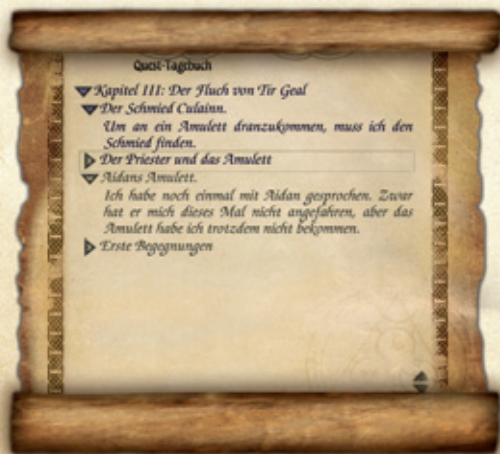 Quest-Tagebuch
Kapitel III: Der Fluch von Tir Geal
Der Schmied Culainn.
Um an ein Amulett dranzukommen, muss ich den
Schmied finden.
Der Priester und das Amulett
Aidans Amulett.
Ich habe noch einmal mit Aidan gesprochen. Zwar
hat er mich dieses Mal nicht angefahren, aber das
Amulett habe ich trotzdem nicht bekommen.
Erste Begegnungen